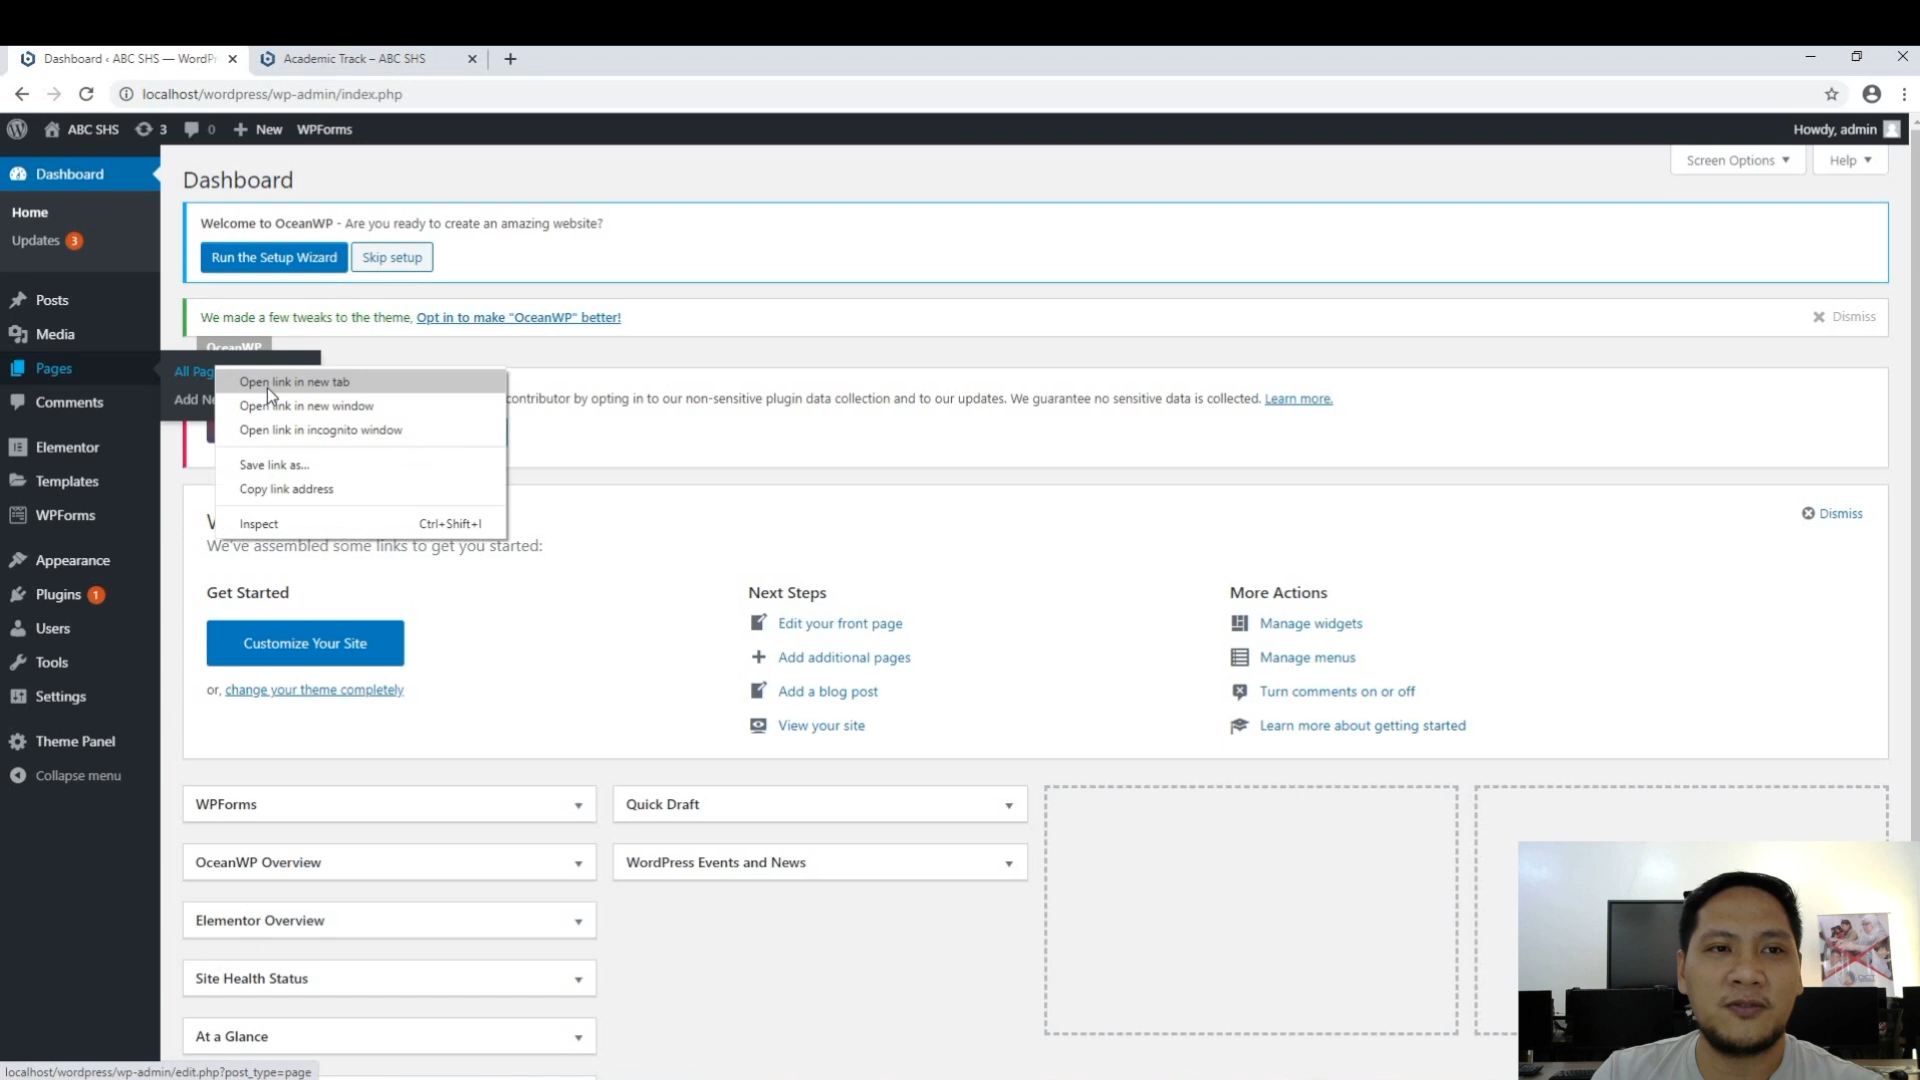 Dashboard ‹ ABC SHS — WordPr
Academic Track – ABC SHS
localhost/wordpress/wp-admin/index.php
ABC SHS
3
0
New
WPForms
Howdy, admin
Dashboard
Home
Updates 3
Posts
Media
Pages
Comments
Elementor
Templates
WPForms
Appearance
Plugins 1
Users
Tools
Settings
Theme Panel
Collapse menu
Screen Options
Help
Dashboard
Welcome to OceanWP - Are you ready to create an amazing website?
Run the Setup Wizard
Skip setup
We made a few tweaks to the theme, Opt in to make "OceanWP" better!
Dismiss
OceanWP
All Pag
Add Ne
Open link in new tab
Open link in new window
Open link in incognito window
Save link as...
Copy link address
Inspect Ctrl+Shift+I
contributor by opting in to our non-sensitive plugin data collection and to our updates. We guarantee no sensitive data is collected. Learn more.
Dismiss
We've assembled some links to get you started:
Get Started
Customize Your Site
or, change your theme completely
Next Steps
Edit your front page
Add additional pages
Add a blog post
View your site
More Actions
Manage widgets
Manage menus
Turn comments on or off
Learn more about getting started
WPForms
OceanWP Overview
Elementor Overview
Site Health Status
At a Glance
Quick Draft
WordPress Events and News
localhost/wordpress/wp-admin/edit.php?post_type=page